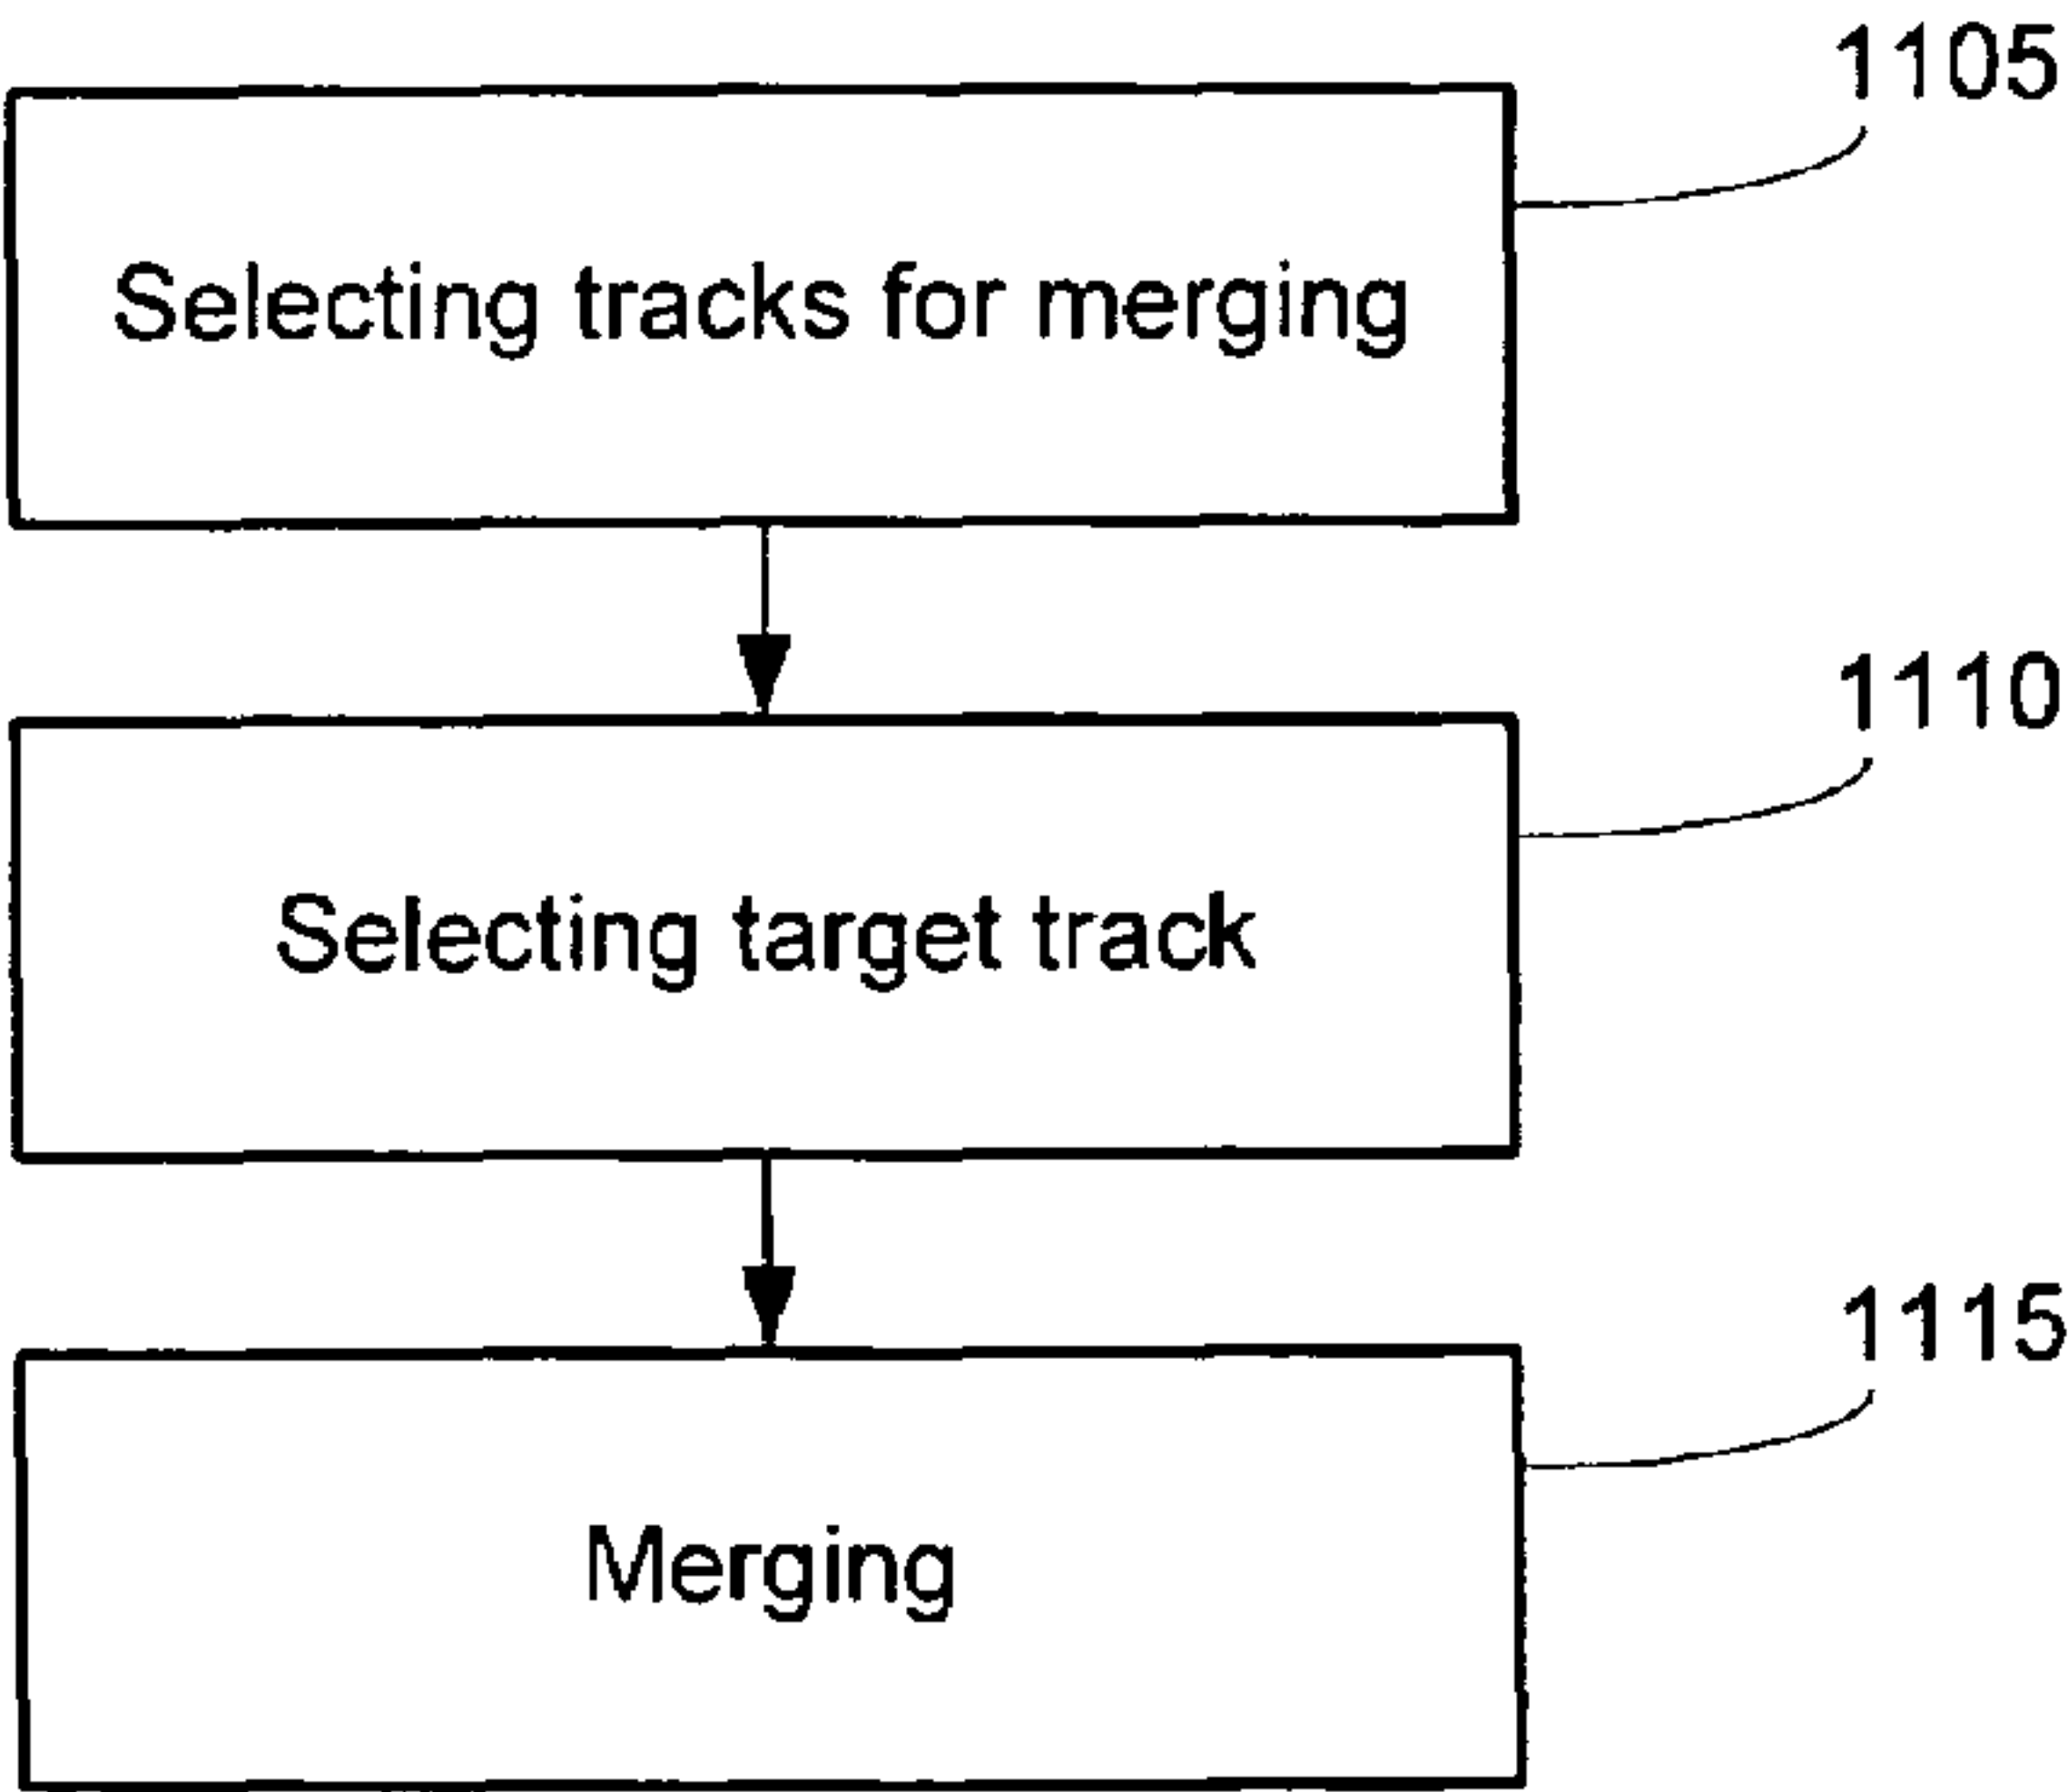 1105
Selecting tracks for merging
1110
Selecting target track
1115
Merging